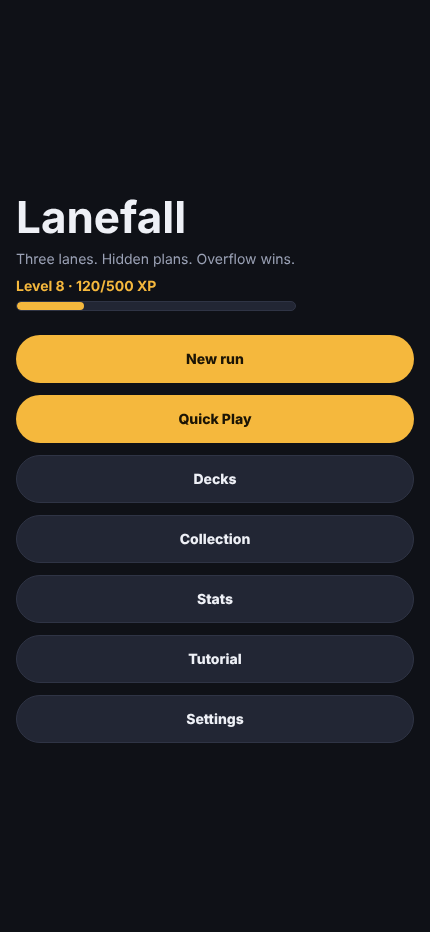 Lanefall
Three lanes. Hidden plans. Overflow wins.
Level 8 · 120/500 XP
New run
Quick Play
Decks
Collection
Stats
Tutorial
Settings